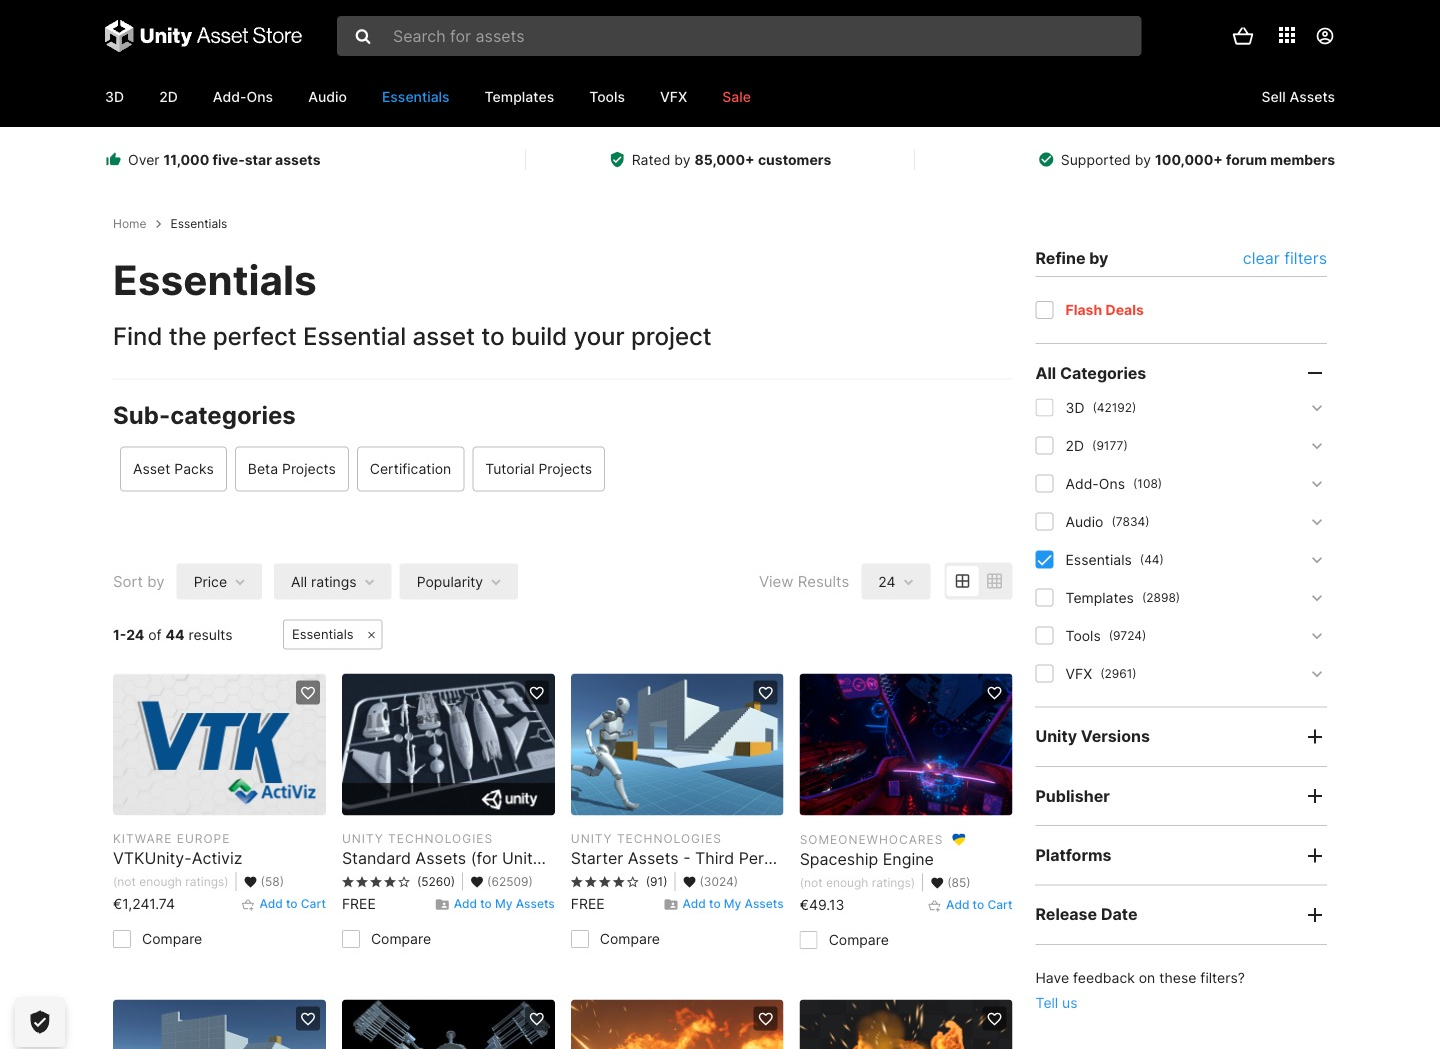 Unity Asset Store
Search for assets
3D 2D Add-Ons Audio Essentials Templates Tools VFX Sale Sell Assets
Over 11,000 five-star assets
Rated by 85,000+ customers
Supported by 100,000+ forum members
Home > Essentials
Essentials
Find the perfect Essential asset to build your project
Sub-categories
Asset Packs Beta Projects Certification Tutorial Projects
Sort by Price All ratings Popularity View Results 24
1-24 of 44 results Essentials ×
VTK
ActiViz
KITWARE EUROPE
VTKUnity-Activiz
(not enough ratings) (58)
€1,241.74 Add to Cart
Compare
unity
UNITY TECHNOLOGIES
Standard Assets (for Unit...
(5260) (62509)
FREE Add to My Assets
Compare
UNITY TECHNOLOGIES
Starter Assets - Third Per...
(91) (3024)
FREE Add to My Assets
Compare
SOMEONEWHOCARES
Spaceship Engine
(not enough ratings) (85)
€49.13 Add to Cart
Compare
Refine by clear filters
Flash Deals
All Categories
3D (42192)
2D (9177)
Add-Ons (108)
Audio (7834)
Essentials (44)
Templates (2898)
Tools (9724)
VFX (2961)
Unity Versions
Publisher
Platforms
Release Date
Have feedback on these filters?
Tell us